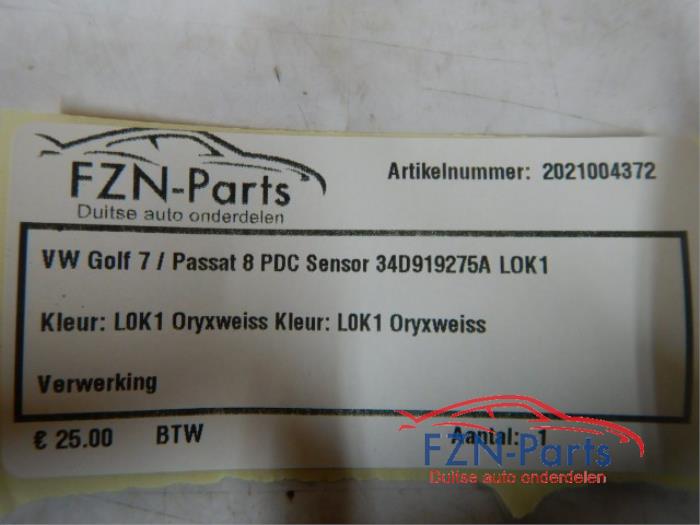 FZN-Parts
Duitse auto onderdelen
Artikelnummer: 2021004372
VW Golf 7 / Passat 8 PDC Sensor 34D919275A LOK1
Kleur: L0K1 Oryxweiss Kleur: L0K1 Oryxweiss
Verwerking
€ 25.00 BTW Aantal: 1
FZN-Parts
Duitse auto onderdelen